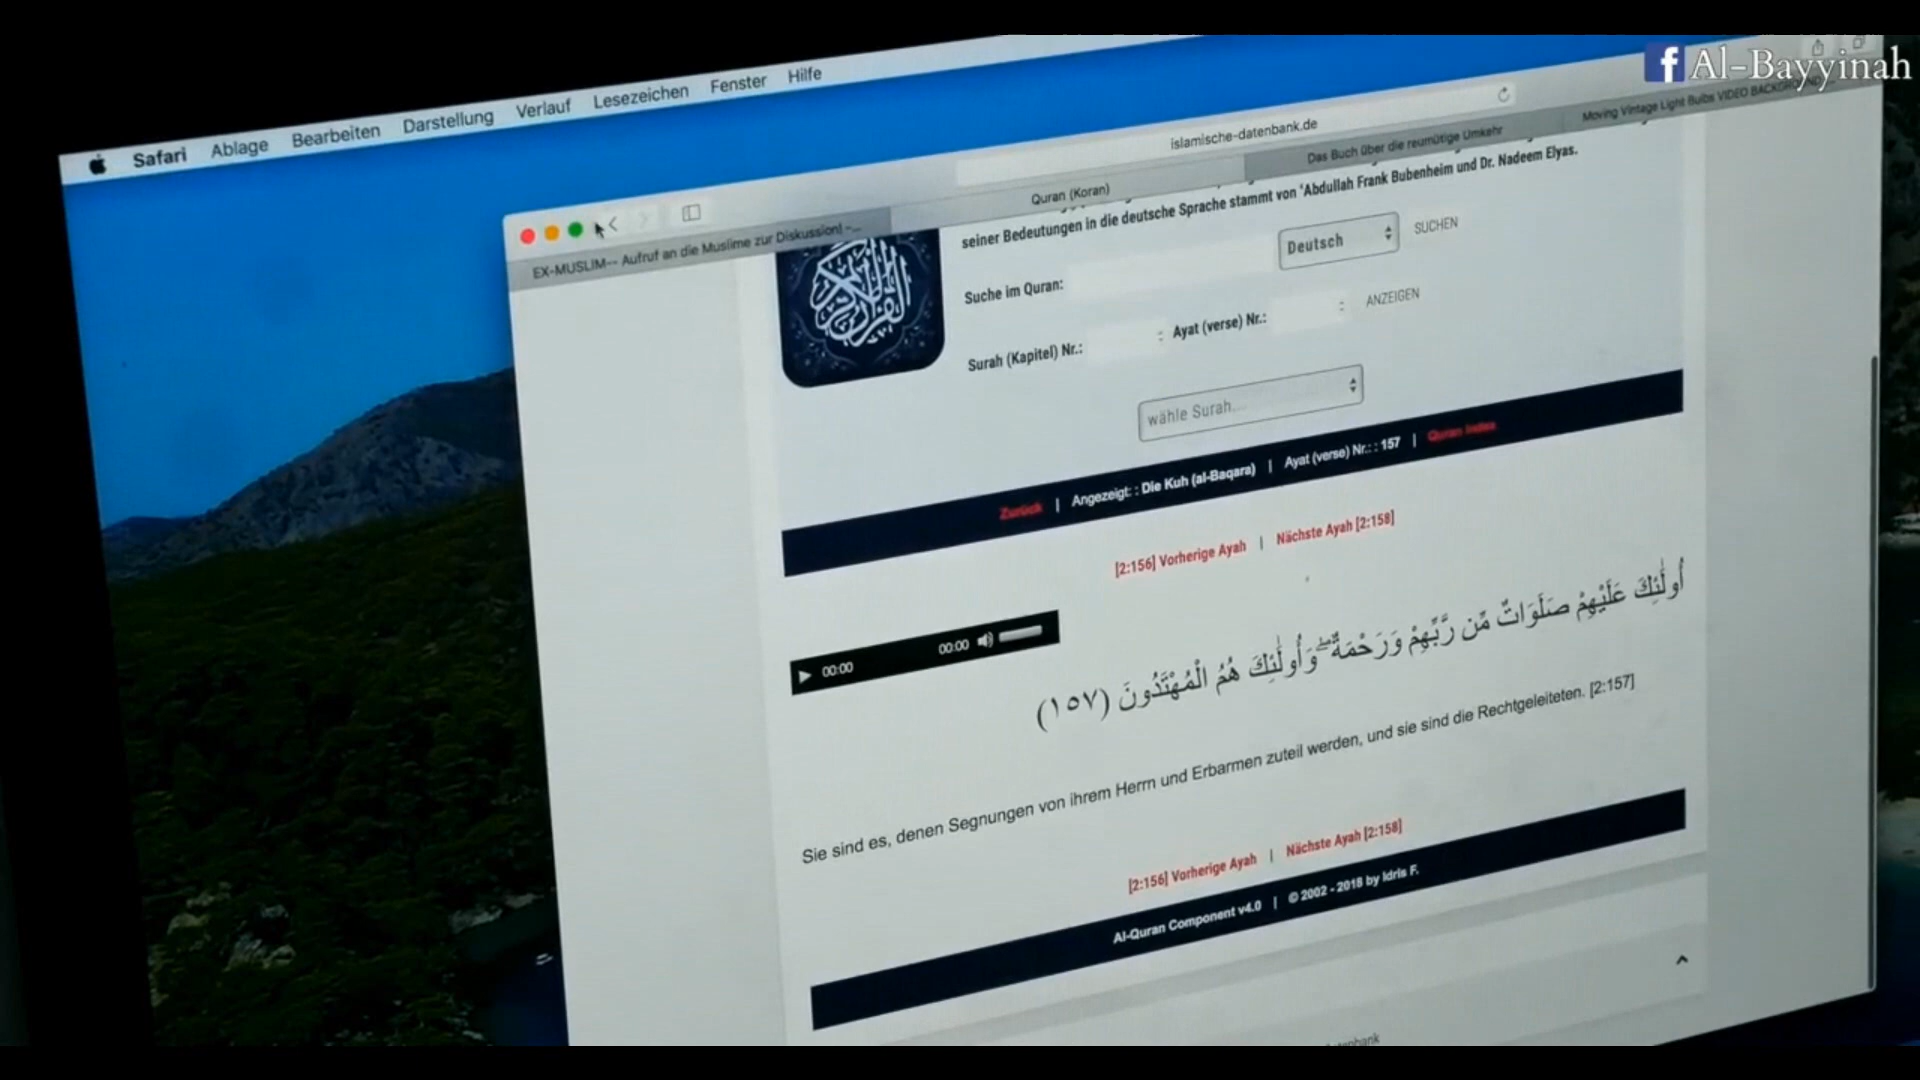 Al-Bayyinah
Safari Ablage Bearbeiten Darstellung Verlauf Lesezeichen Fenster Hilfe
islamische-datenbank.de
EX-MUSLIM-- Aufruf an die Muslime zur Diskussion! -...
Quran (Koran)
Das Buch über die reumütige Umkehr
Moving Vintage Light Bulbs VIDEO BACKGROUND
seiner Bedeutungen in die deutsche Sprache stammt von 'Abdullah Frank Bubenheim und Dr. Nadeem Elyas.
Suche im Quran: Deutsch SUCHEN
Surah (Kapitel) Nr.: Ayat (verse) Nr.: ANZEIGEN
wähle Surah...
Zurück | Angezeigt: : Die Kuh (al-Baqara) | Ayat (verse) Nr.: : 157 | Quran Index
[2:156] Vorherige Ayah | Nächste Ayah [2:158]
00:00 00:00
أُولَٰئِكَ عَلَيْهِمْ صَلَوَاتٌ مِّن رَّبِّهِمْ وَرَحْمَةٌ ۖ وَأُولَٰئِكَ هُمُ الْمُهْتَدُونَ (١٥٧)
Sie sind es, denen Segnungen von ihrem Herrn und Erbarmen zuteil werden, und sie sind die Rechtgeleiteten. [2:157]
[2:156] Vorherige Ayah | Nächste Ayah [2:158]
Al-Quran Component v4.0 | © 2002 - 2018 by Idris F.